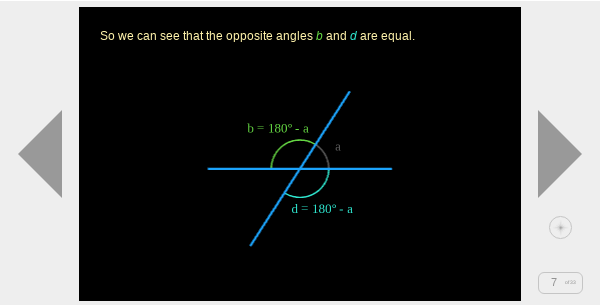 So we can see that the opposite angles b and d are equal.
b = 180° - a
a
d = 180° - a
7